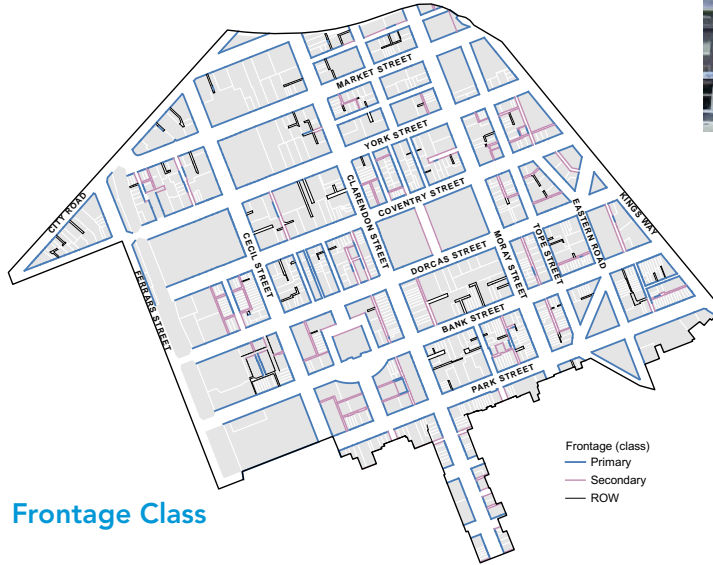 MARKET STREET
YORK STREET
CITY ROAD
CLARENDON STREET
COVENTRY STREET
KINGS WAY
EASTERN ROAD
TOPE STREET
MORAY STREET
CECIL STREET
DORCAS STREET
FERRARS STREET
BANK STREET
PARK STREET
Frontage (class)
Primary
Secondary
ROW
Frontage Class